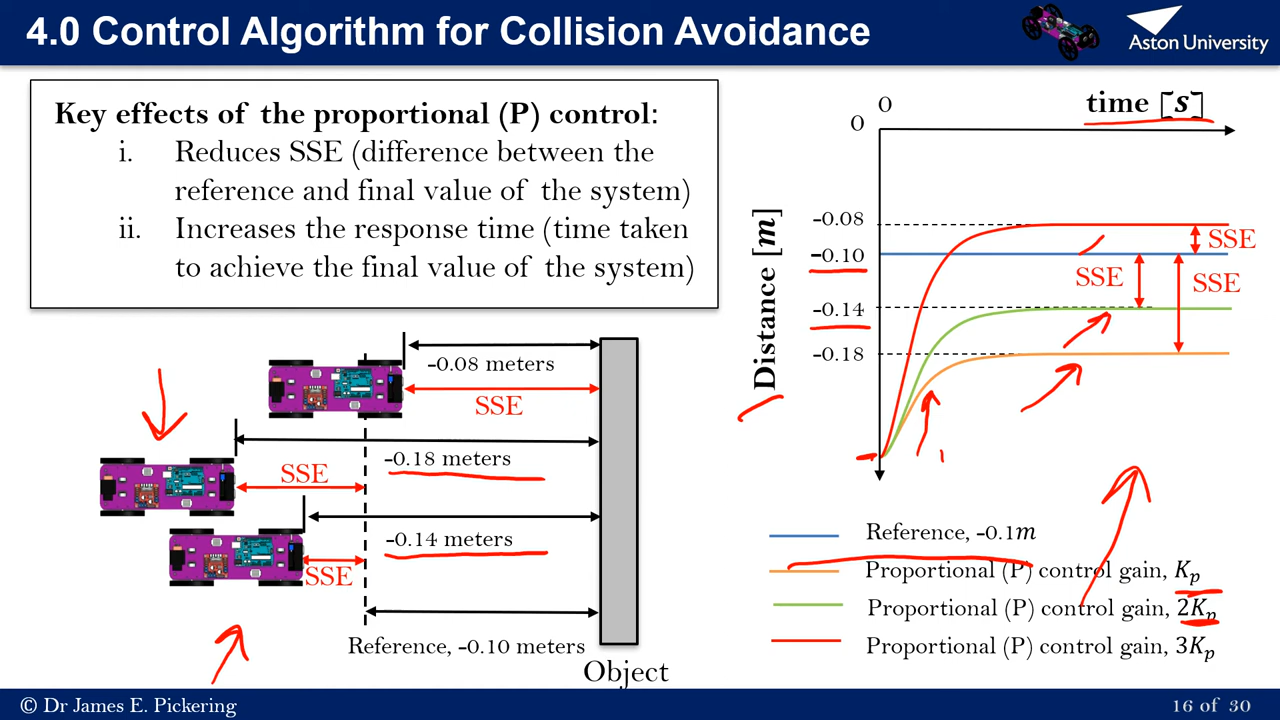 4.0 Control Algorithm for Collision Avoidance
Aston University
Key effects of the proportional (P) control:
i. Reduces SSE (difference between the
reference and final value of the system)
ii. Increases the response time (time taken
to achieve the final value of the system)
-0.08 meters
SSE
-0.18 meters
SSE
-0.14 meters
SSE
Reference, -0.10 meters
Object
0
time [s]
0
Distance [m]
-0.08
-0.10
-0.14
-0.18
SSE
SSE
SSE
Reference, -0.1m
Proportional (P) control gain, Kp
Proportional (P) control gain, 2Kp
Proportional (P) control gain, 3Kp
© Dr James E. Pickering
16 of 30